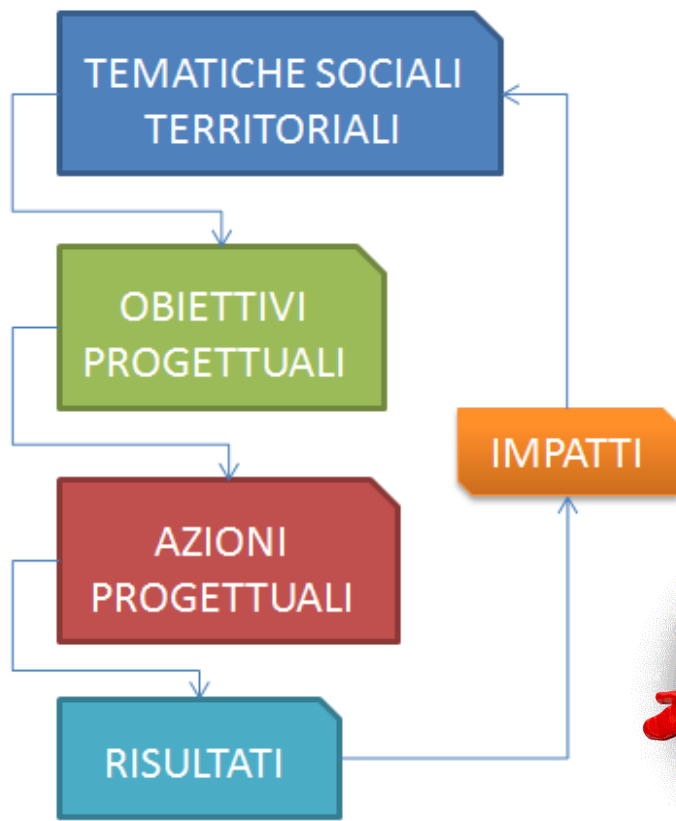 TEMATICHE SOCIALI
TERRITORIALI
OBIETTIVI
PROGETTUALI
IMPATTI
AZIONI
PROGETTUALI
RISULTATI